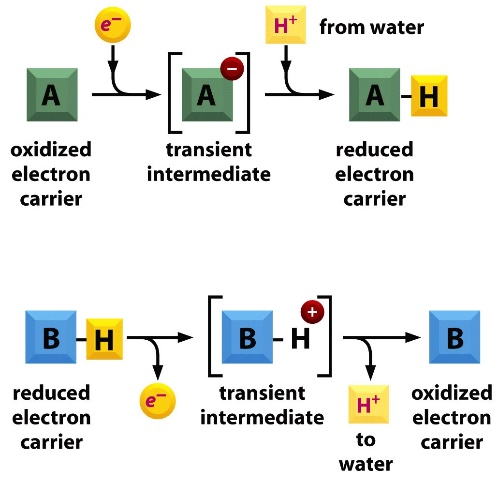 e⁻
H⁺ from water
A
A
−
A H
oxidized
electron
carrier
transient
intermediate
reduced
electron
carrier
B H
B H
+
B
e⁻
H⁺
reduced
electron
carrier
transient
intermediate
to
water
oxidized
electron
carrier